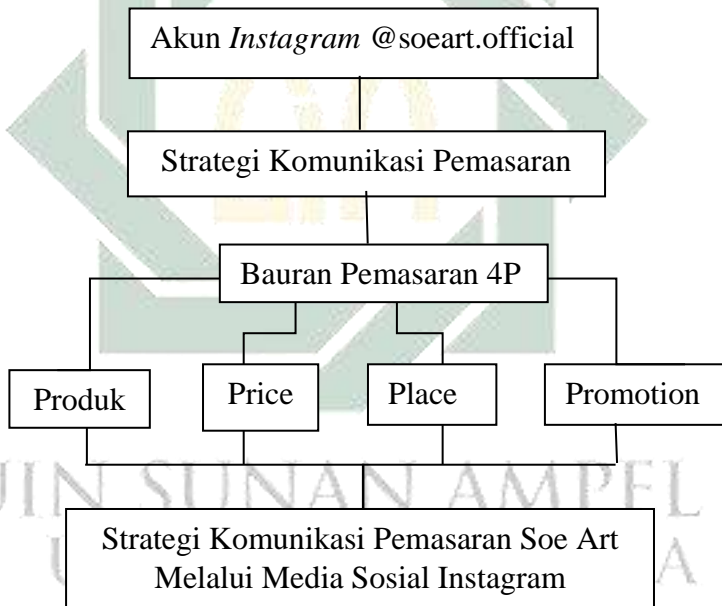 Akun Instagram @soeart.official
Strategi Komunikasi Pemasaran
Bauran Pemasaran 4P
Produk
Price
Place
Promotion
UIN SUNAN AMPEL
Strategi Komunikasi Pemasaran Soe Art
Melalui Media Sosial Instagram